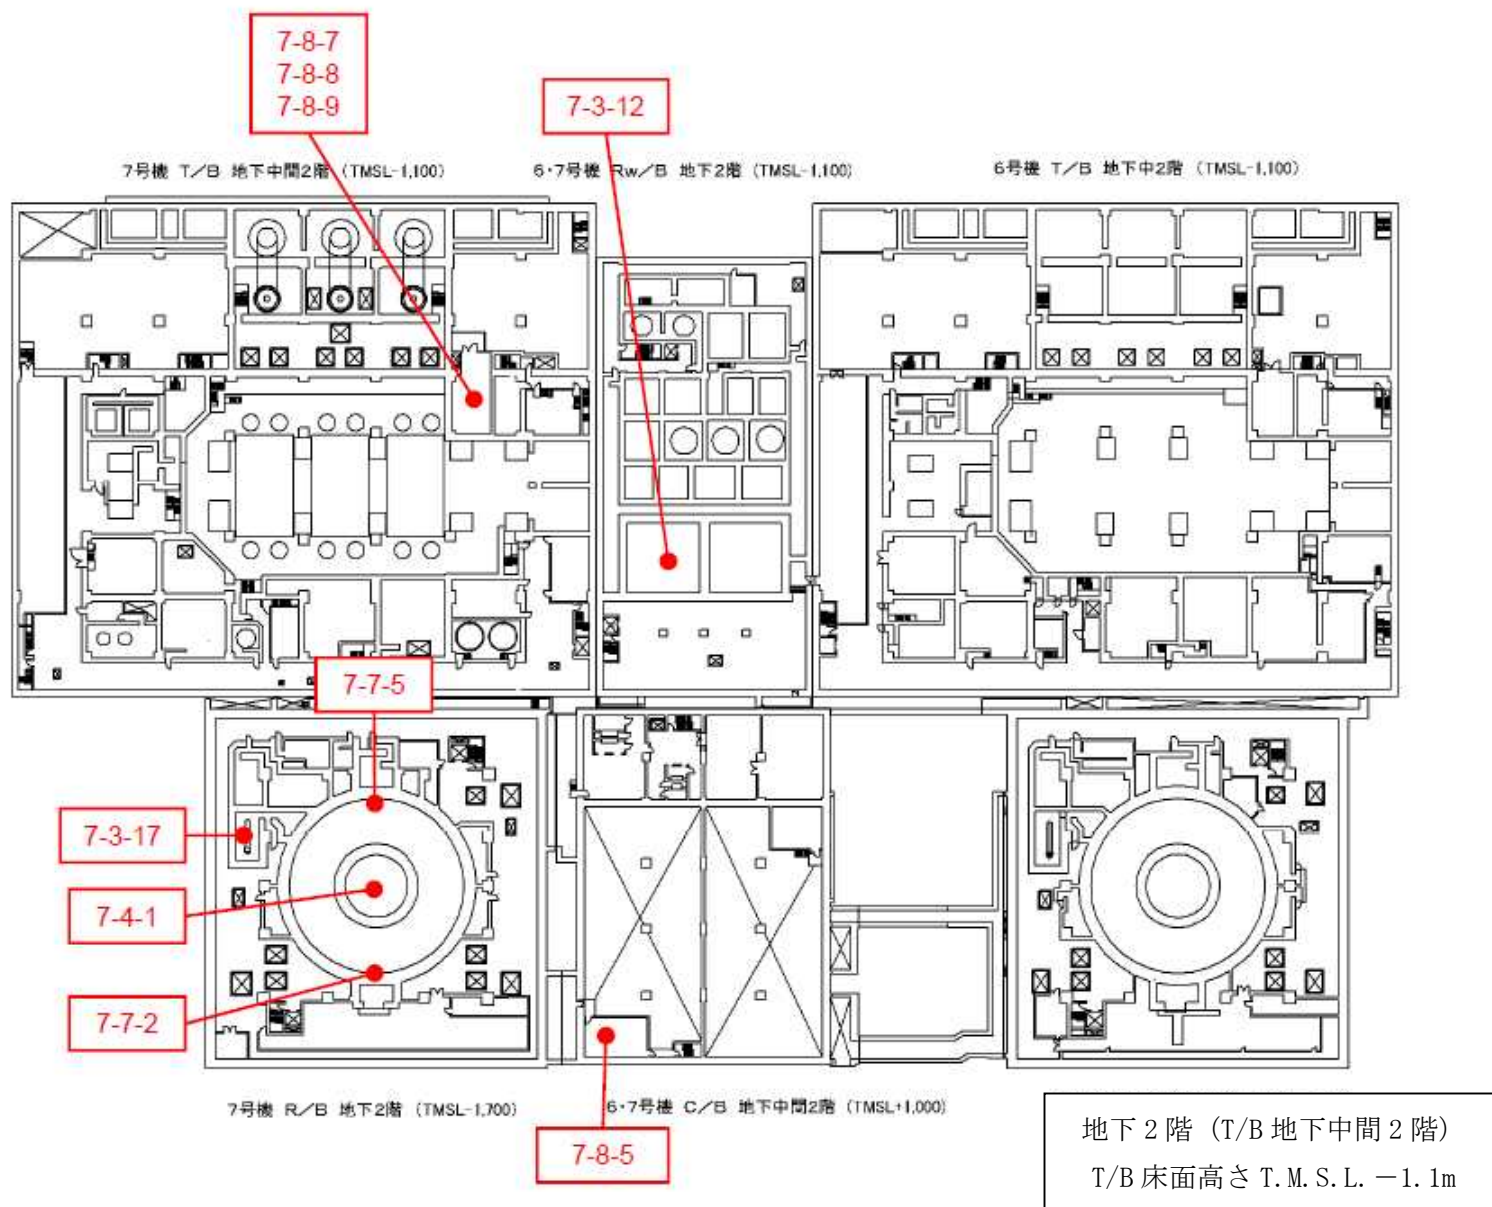 7-8-7
7-8-8
7-8-9
7-3-12
7号機 T/B 地下中間2階 (TMSL-1,100)
6・7号機 Rw/B 地下2階 (TMSL-1,100)
6号機 T/B 地下中2階 (TMSL-1,100)
7-7-5
7-3-17
7-4-1
7-7-2
7号機 R/B 地下2階 (TMSL-1,700)
6・7号機 C/B 地下中間2階 (TMSL+1,000)
7-8-5
地下2階 (T/B 地下中間2階)
T/B 床面高さ T.M.S.L. －1.1m